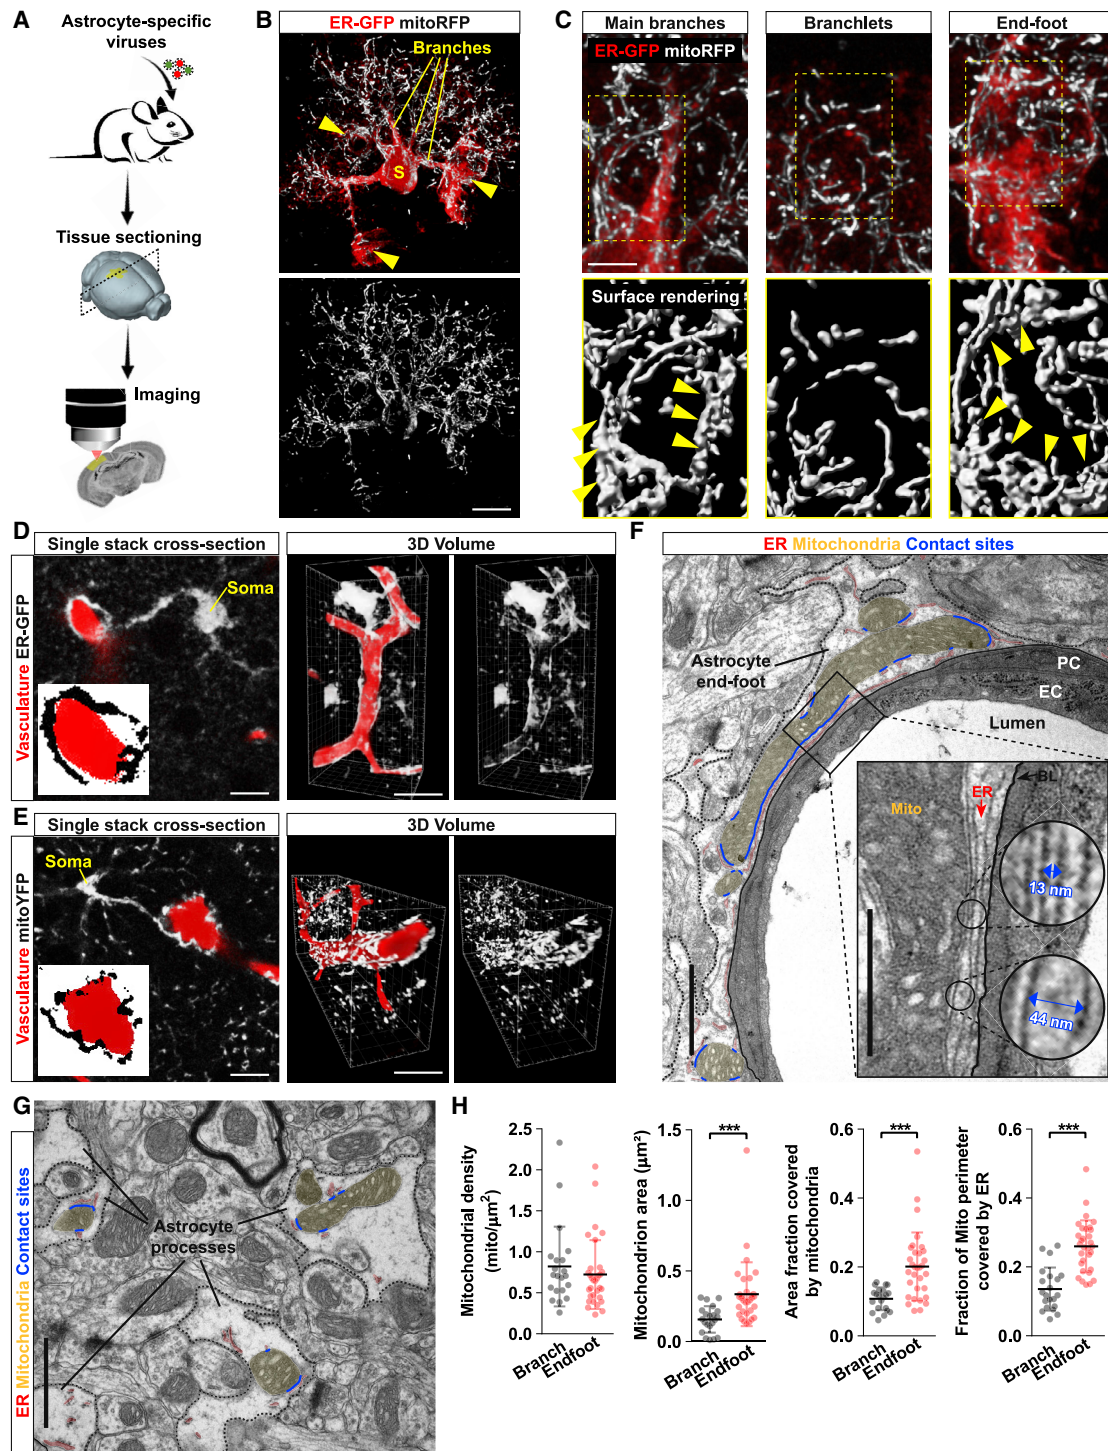 A
Astrocyte-specific
viruses
Tissue sectioning
Imaging
B
ER-GFP mitoRFP
Branches
S
C
Main branches
Branchlets
End-foot
ER-GFP mitoRFP
Surface rendering
D
Single stack cross-section
3D Volume
Vasculature ER-GFP
Soma
E
Single stack cross-section
3D Volume
Vasculature mitoYFP
Soma
F
ER Mitochondria Contact sites
Astrocyte
end-foot
PC
EC
Lumen
Mito
ER
BL
13 nm
44 nm
G
ER Mitochondria Contact sites
Astrocyte
processes
H
Mitochondrial density
(mito/µm²)
2.5
2.0
1.5
1.0
0.5
0.0
Branch
Endfoot
Mitochondrion area (µm²)
***
1.5
1.0
0.5
0.0
Branch
Endfoot
Area fraction covered
by mitochondria
***
0.6
0.4
0.2
0.0
Branch
Endfoot
Fraction of Mito perimeter
covered by ER
***
0.6
0.4
0.2
0.0
Branch
Endfoot